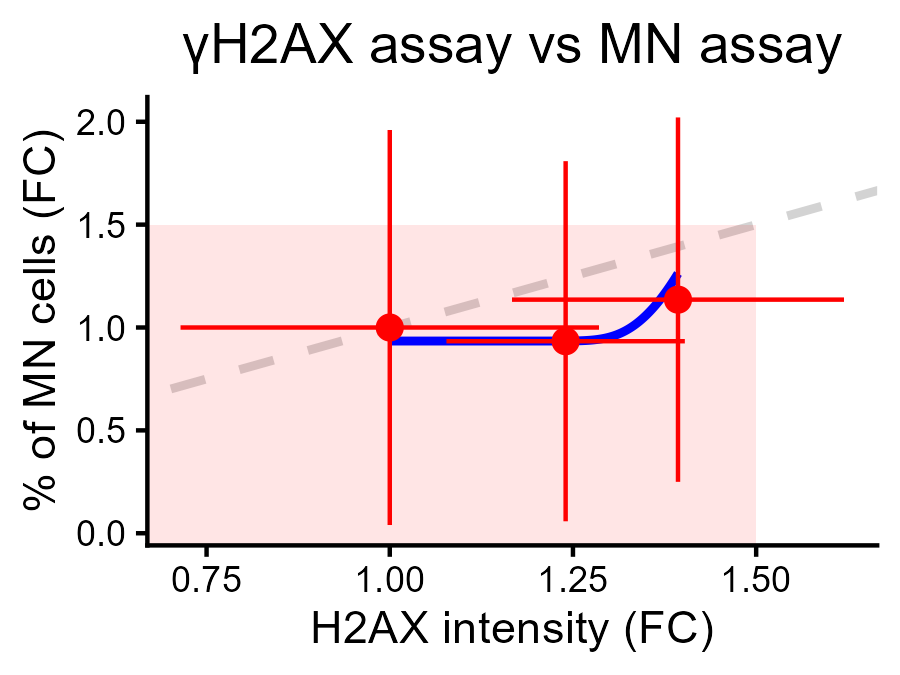 γH2AX assay vs MN assay
% of MN cells (FC)
2.0
1.5
1.0
0.5
0.0
0.75 1.00 1.25 1.50
H2AX intensity (FC)